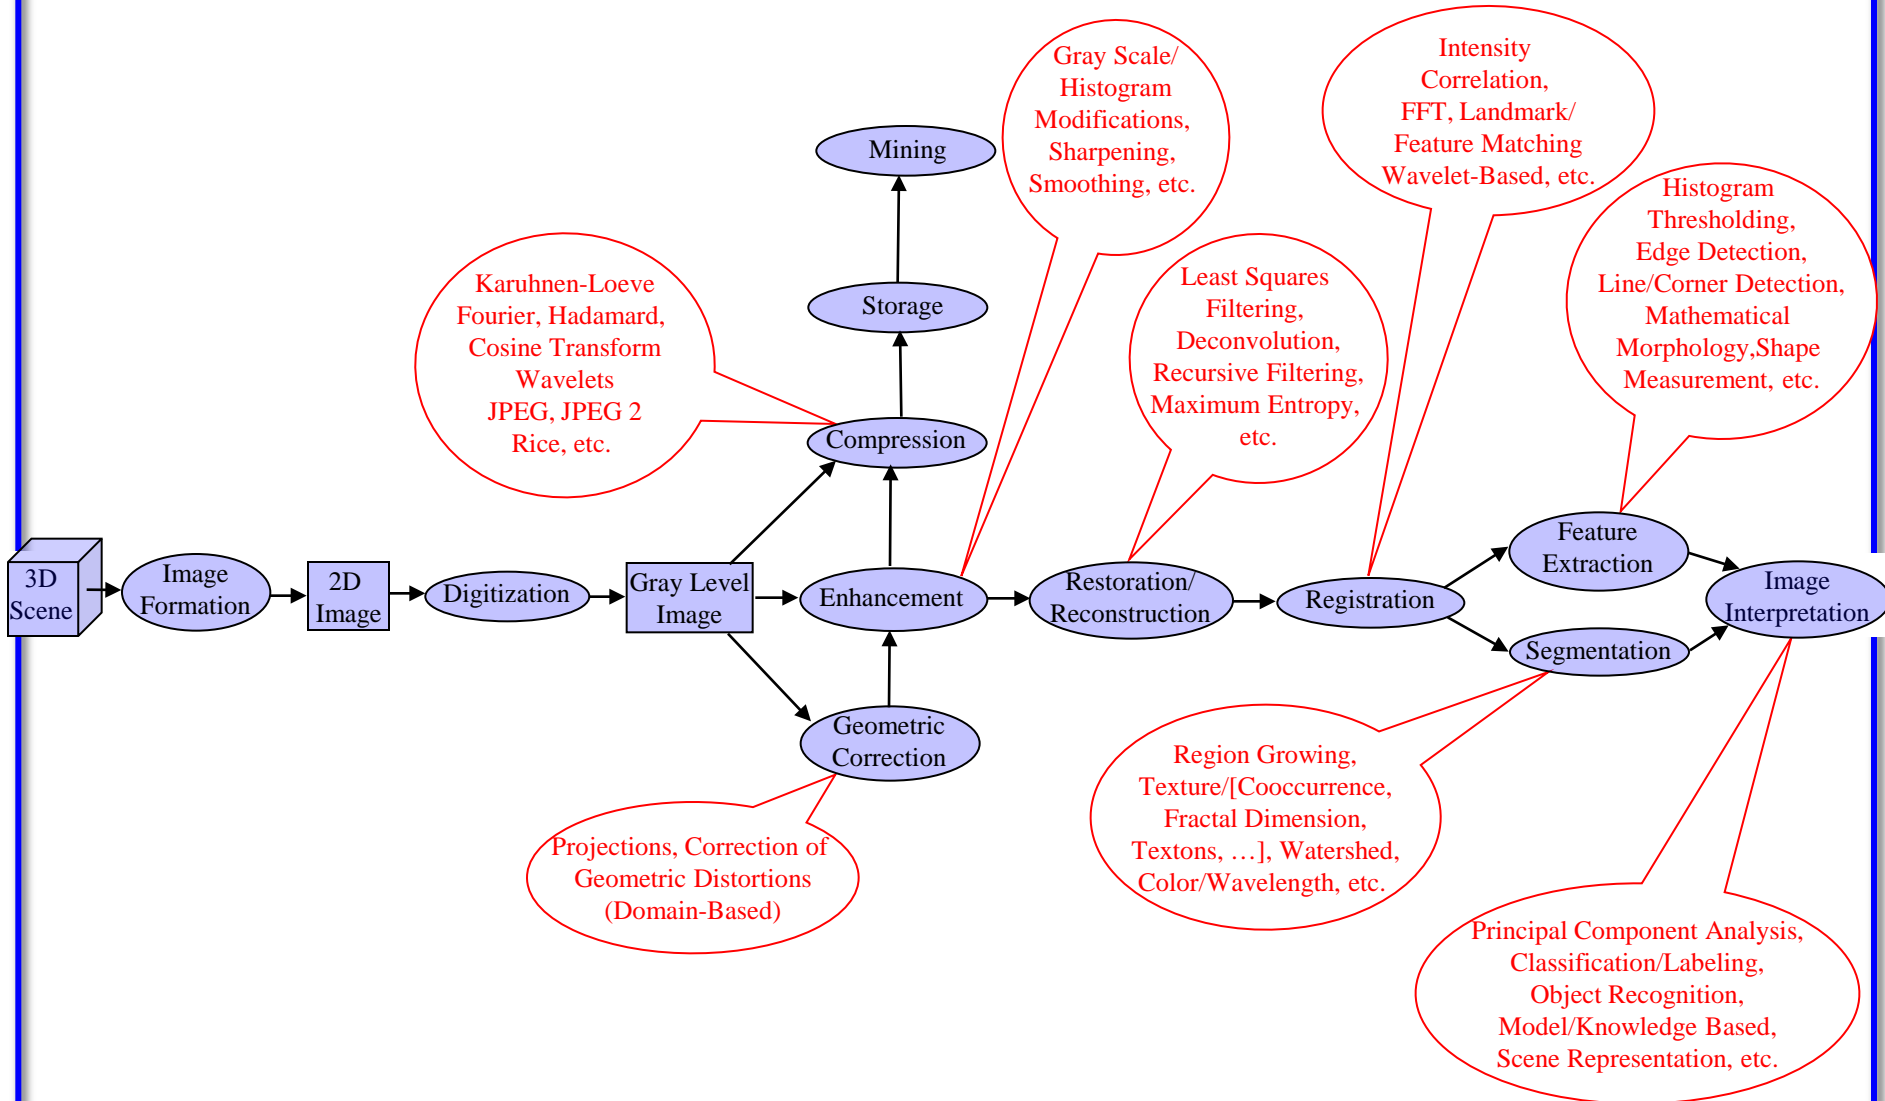 Gray Scale/
Histogram
Modifications,
Sharpening,
Smoothing, etc.
Intensity
Correlation,
FFT, Landmark/
Feature Matching
Wavelet-Based, etc.
Mining
Histogram
Thresholding,
Edge Detection,
Line/Corner Detection,
Mathematical
Morphology,Shape
Measurement, etc.
Karuhnen-Loeve
Fourier, Hadamard,
Cosine Transform
Wavelets
JPEG, JPEG 2
Rice, etc.
Storage
Least Squares
Filtering,
Deconvolution,
Recursive Filtering,
Maximum Entropy,
etc.
Compression
3D
Scene
Image
Formation
2D
Image
Digitization
Gray Level
Image
Enhancement
Restoration/
Reconstruction
Registration
Feature
Extraction
Segmentation
Image
Interpretation
Geometric
Correction
Projections, Correction of
Geometric Distortions
(Domain-Based)
Region Growing,
Texture/[Cooccurrence,
Fractal Dimension,
Textons, …], Watershed,
Color/Wavelength, etc.
Principal Component Analysis,
Classification/Labeling,
Object Recognition,
Model/Knowledge Based,
Scene Representation, etc.